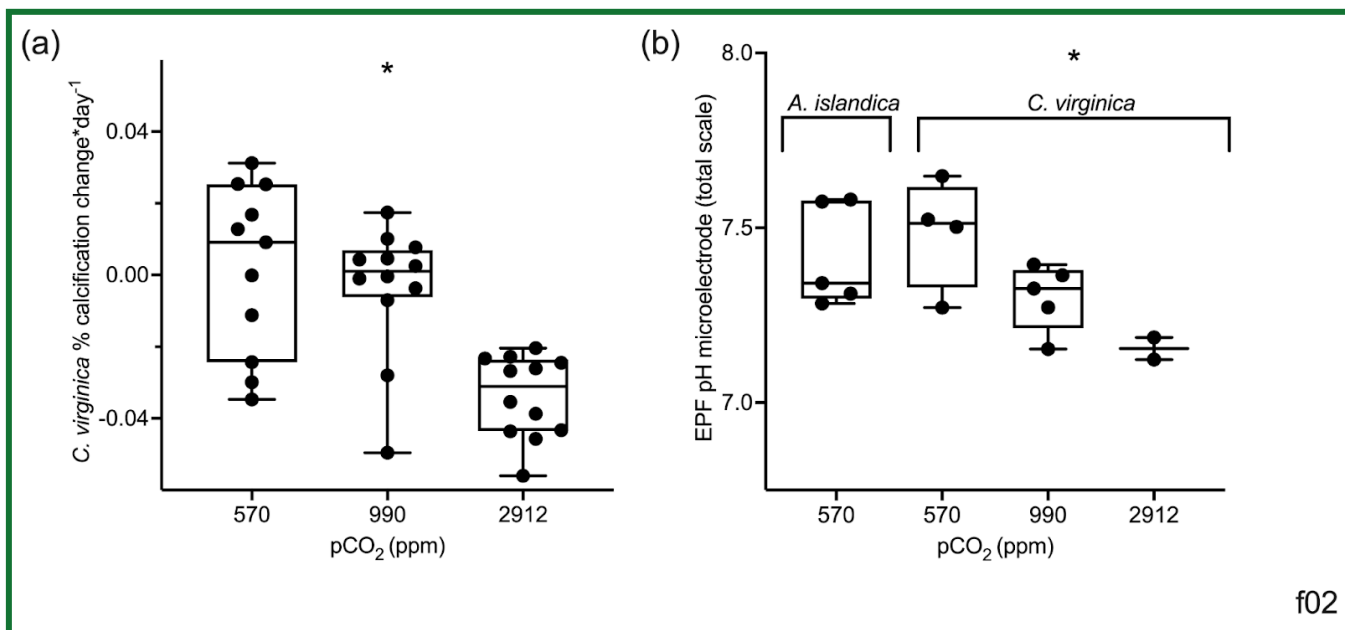 (a)
*
C. virginica % calcification change*day⁻¹
0.04
0.00
-0.04
570 990 2912
pCO₂ (ppm)
(b)
*
A. islandica C. virginica
EPF pH microelectrode (total scale)
8.0
7.5
7.0
570 570 990 2912
pCO₂ (ppm)
f02